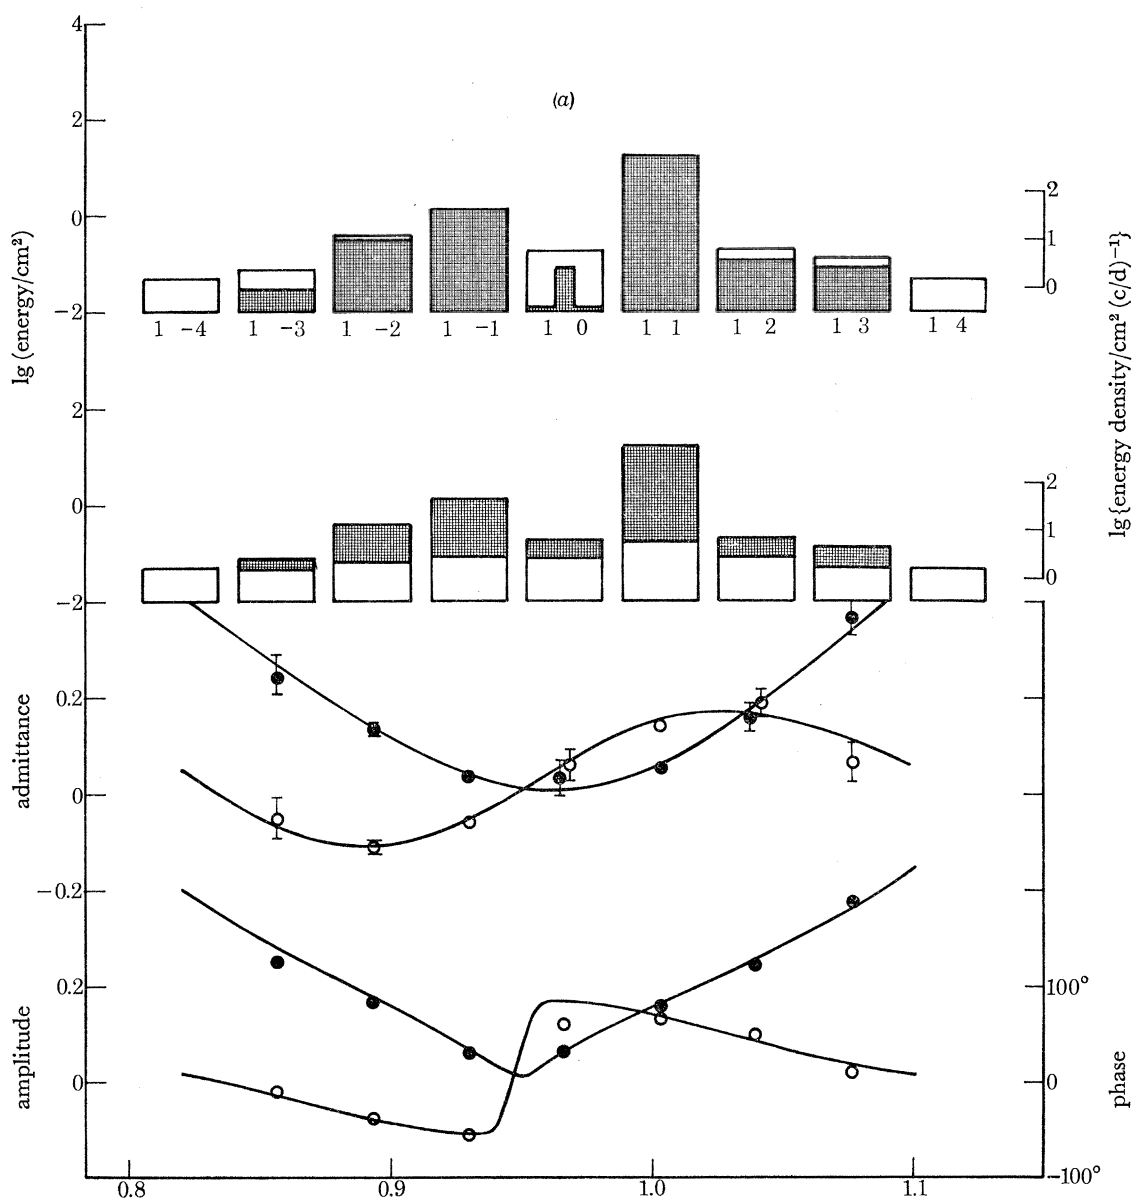 (a)
4
2
0
−2
lg (energy/cm²)
2
1
0
lg{energy density/cm² (c/d)⁻¹}
1 −4 1 −3 1 −2 1 −1 1 0 1 1 1 2 1 3 1 4
2
0
−2
2
1
0
admittance
0.2
0
−0.2
amplitude
0.2
0
100°
0
−100°
phase
0.8 0.9 1.0 1.1